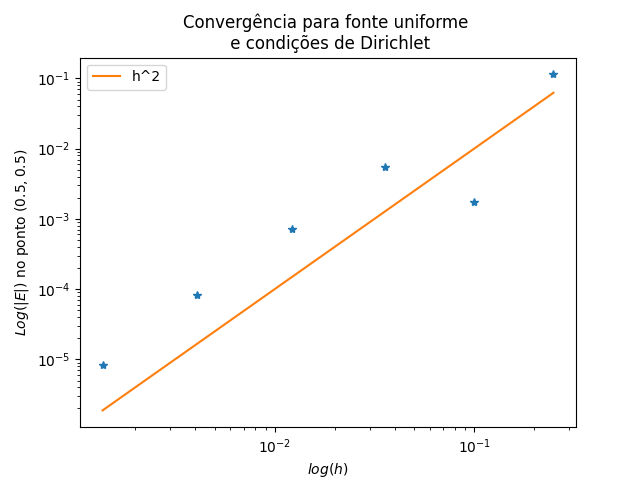 Convergência para fonte uniforme
e condições de Dirichlet
h^2
10^{-1}
10^{-2}
10^{-3}
10^{-4}
10^{-5}
Log(|E|) no ponto (0.5, 0.5)
10^{-2}
10^{-1}
log(h)